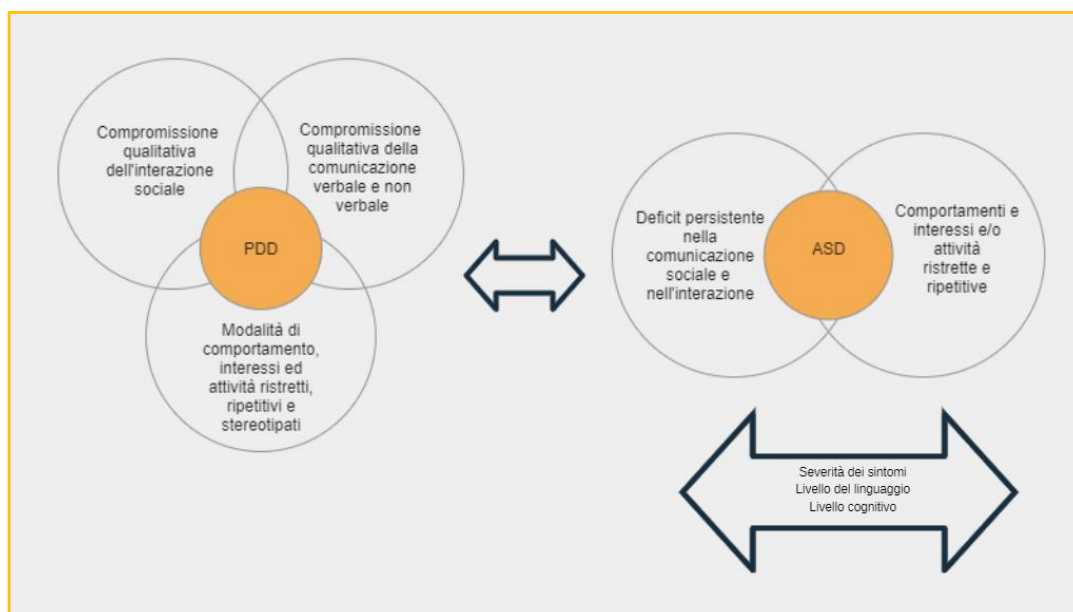 Compromissione
qualitativa
dell'interazione
sociale
Compromissione
qualitativa della
comunicazione
verbale e non
verbale
PDD
Modalità di
comportamento,
interessi ed
attività ristretti,
ripetitivi e
stereotipati
Deficit persistente
nella
comunicazione
sociale e
nell'interazione
ASD
Comportamenti e
interessi e/o
attività
ristrette e
ripetitive
Severità dei sintomi
Livello del linguaggio
Livello cognitivo